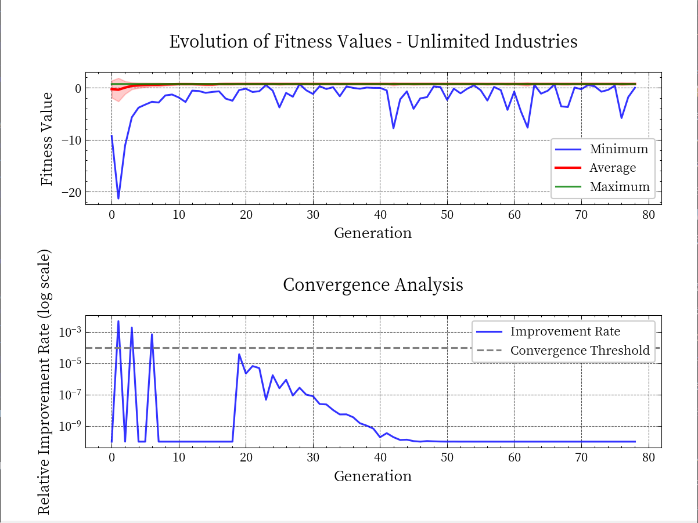 Evolution of Fitness Values - Unlimited Industries
Fitness Value
0
−10
−20
Minimum
Average
Maximum
0 10 20 30 40 50 60 70 80
Generation
Convergence Analysis
Relative Improvement Rate (log scale)
10⁻³
10⁻⁵
10⁻⁷
10⁻⁹
Improvement Rate
Convergence Threshold
0 10 20 30 40 50 60 70 80
Generation